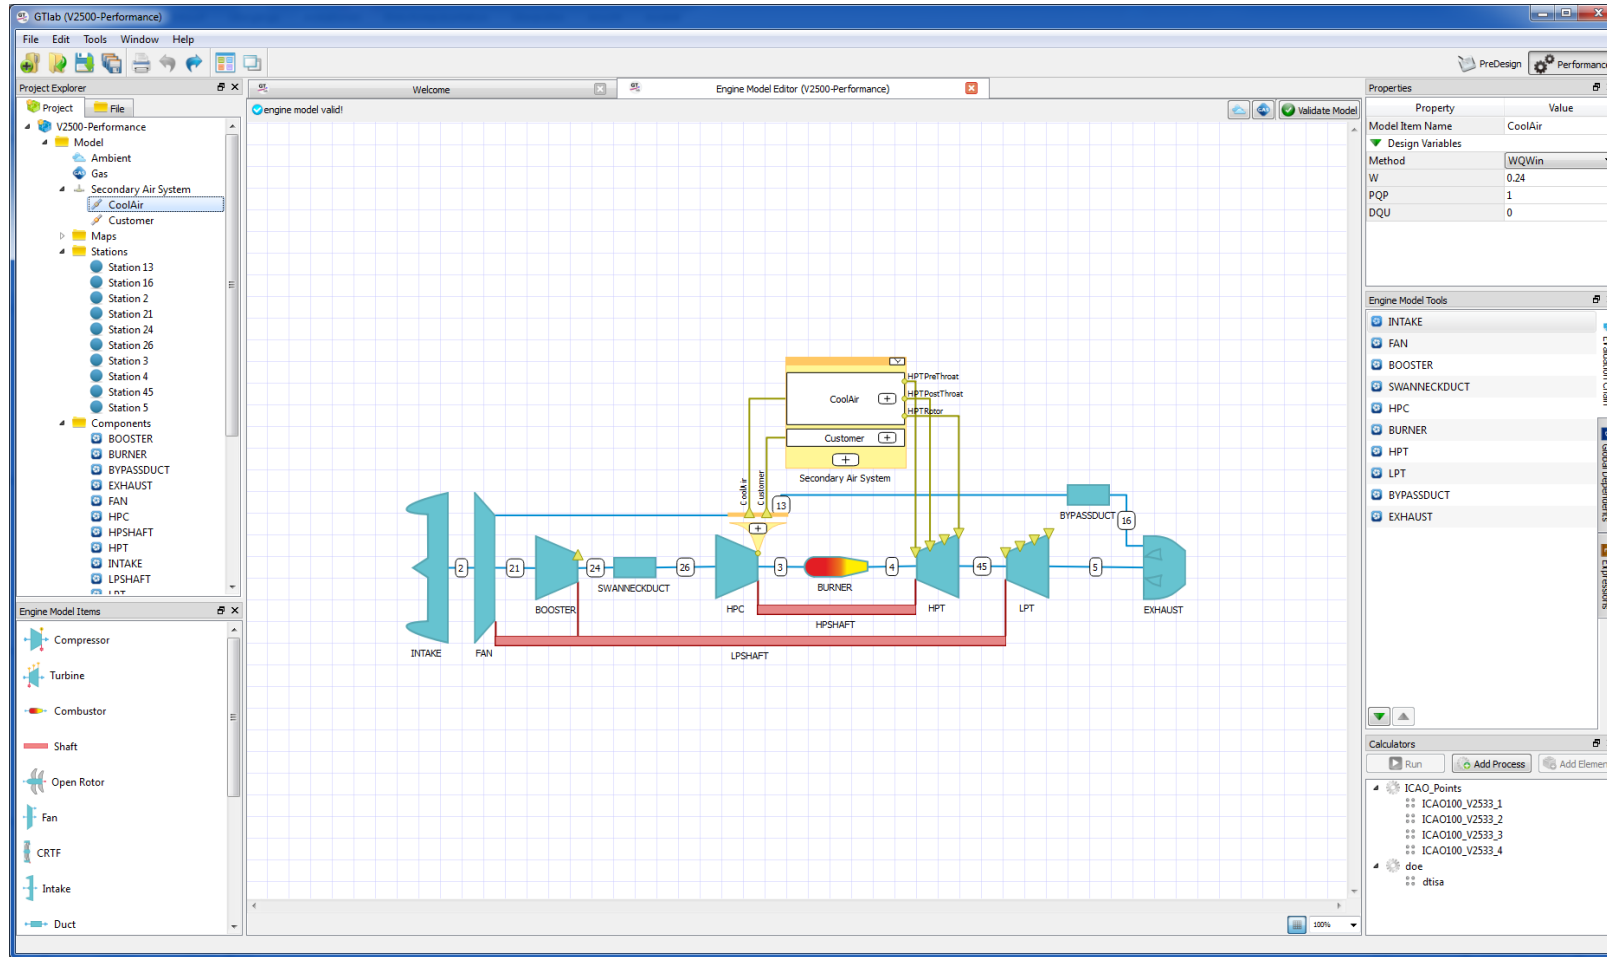 GTlab (V2500-Performance)
File Edit Tools Window Help
PreDesign Performance
Project Explorer
Project File
V2500-Performance
Model
Ambient
Gas
Secondary Air System
CoolAir
Customer
Maps
Stations
Station 13
Station 16
Station 2
Station 21
Station 24
Station 26
Station 3
Station 4
Station 45
Station 5
Components
BOOSTER
BURNER
BYPASSDUCT
EXHAUST
FAN
HPC
HPSHAFT
HPT
INTAKE
LPSHAFT
LPT
Engine Model Items
Compressor
Turbine
Combustor
Shaft
Open Rotor
Fan
CRTF
Intake
Duct
Welcome
Engine Model Editor (V2500-Performance)
engine model valid!
Validate Model
CoolAir
HPTPreThroat
HPTPostThroat
HPTRotor
Customer
Secondary Air System
CoolAir
Customer
13
BYPASSDUCT
16
2
21
24
26
3
4
45
5
SWANNECKDUCT
BURNER
BOOSTER
HPC
HPT
LPT
EXHAUST
HPSHAFT
INTAKE
FAN
LPSHAFT
100%
Properties
Property Value
Model Item Name CoolAir
Design Variables
Method WQWin
W 0.24
PQP 1
DQU 0
Engine Model Tools
INTAKE
FAN
BOOSTER
SWANNECKDUCT
HPC
BURNER
HPT
LPT
BYPASSDUCT
EXHAUST
Global Dependents
Expressions
Calculators
Run Add Process Add Elemen
ICAO_Points
ICAO100_V2533_1
ICAO100_V2533_2
ICAO100_V2533_3
ICAO100_V2533_4
doe
dtisa